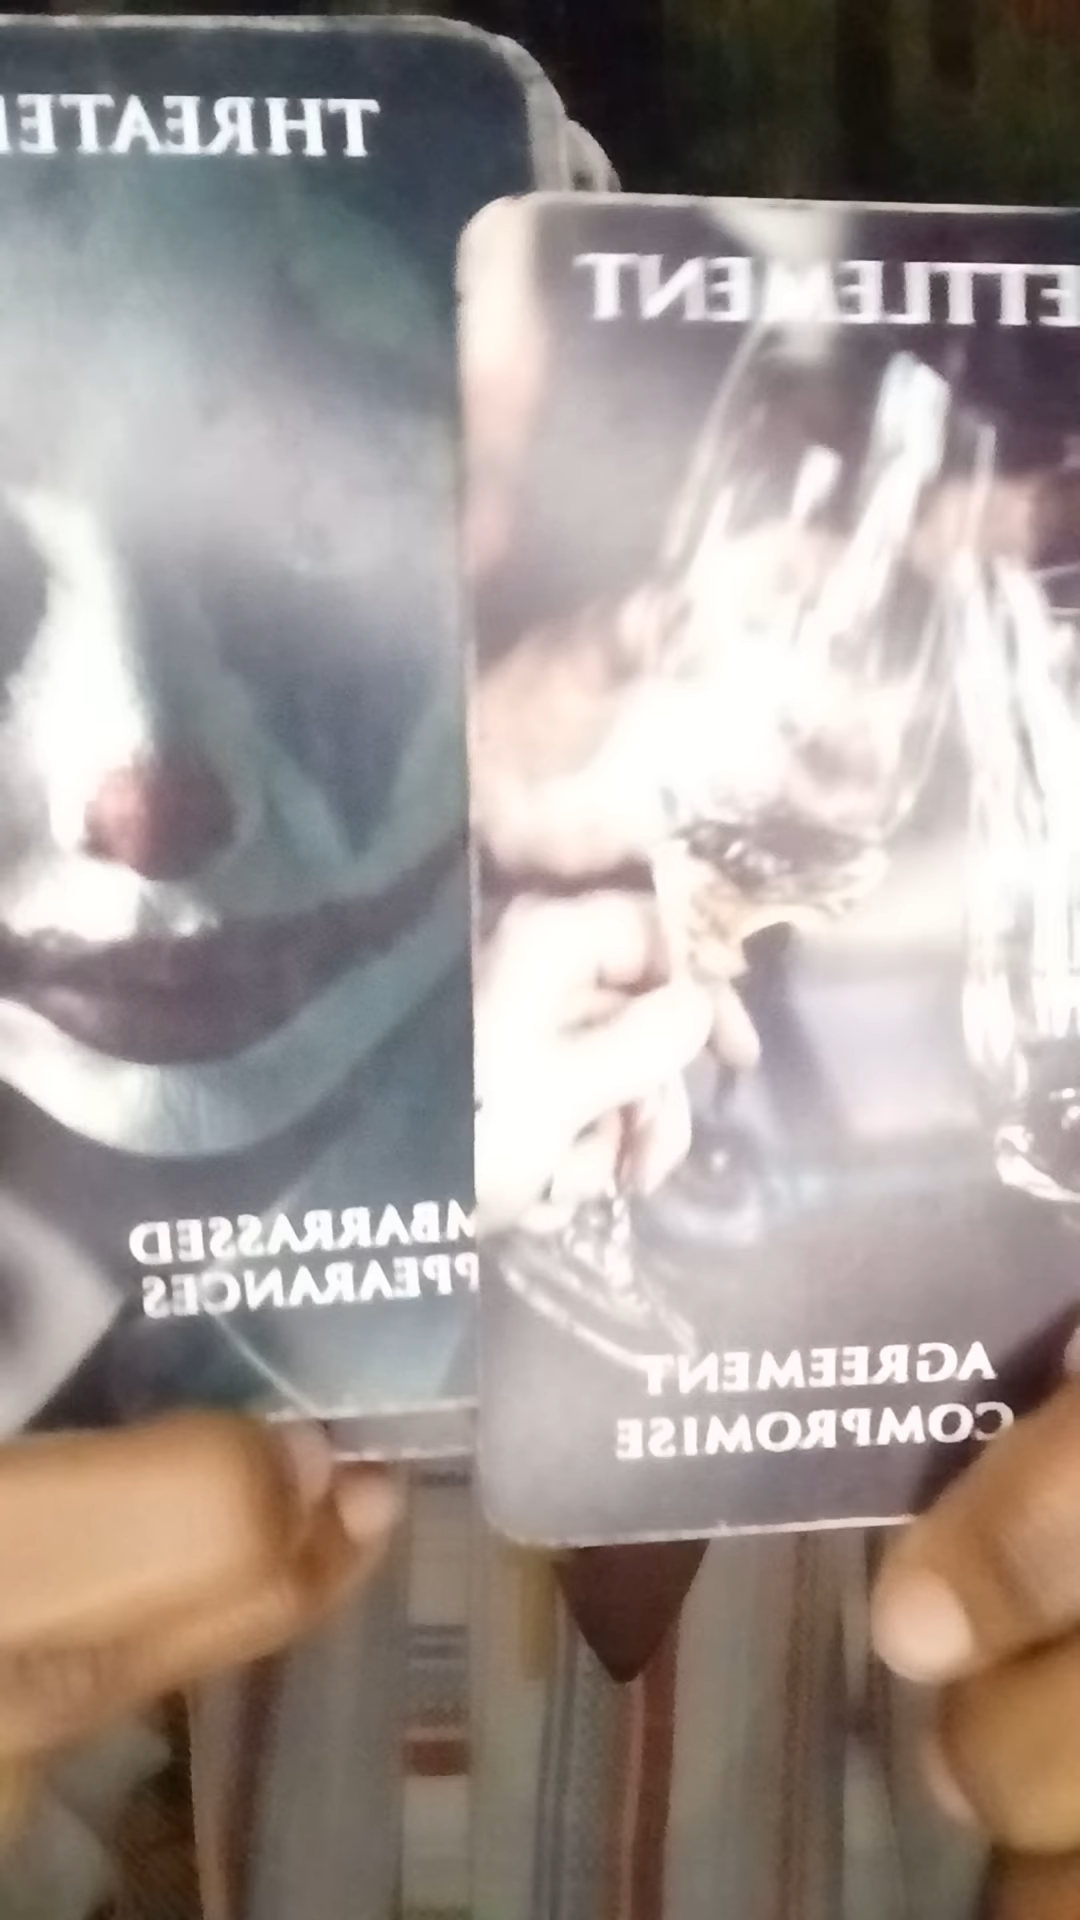 THREATE
MBARRASSED
PPEARANCES
ETTLEMENT
AGREEMENT
COMPROMISE